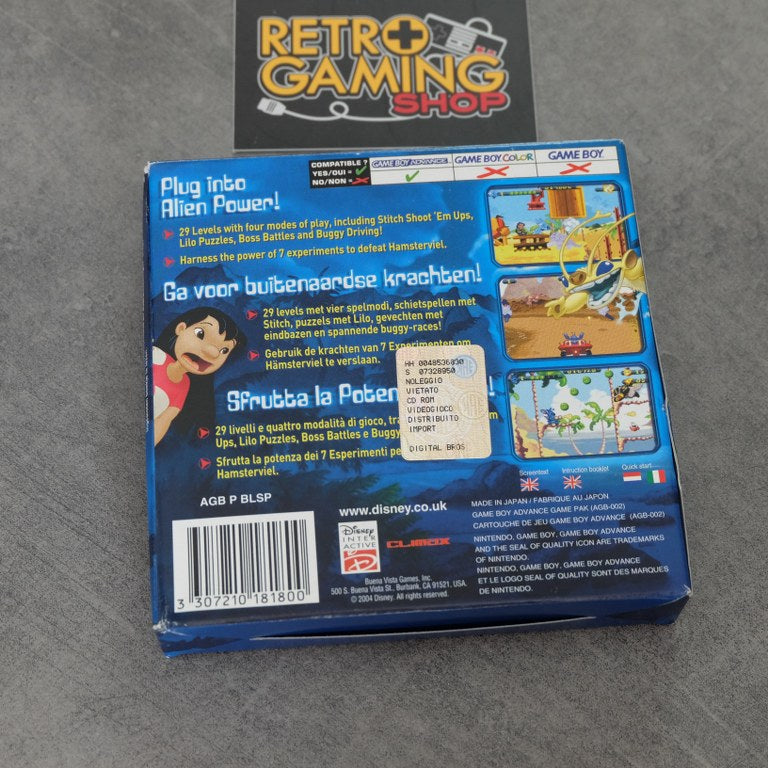 RETRO
GAMING
SHOP
COMPATIBLE ?
YES/OUI = ✓
NO/NON = ✗
GAME BOY ADVANCE
GAME BOY COLOR
GAME BOY
Plug into
Alien Power!
29 Levels with four modes of play, including Stitch Shoot 'Em Ups,
Lilo Puzzles, Boss Battles and Buggy Driving!
Harness the power of 7 experiments to defeat Hamsterviel.
Ga voor buitenaardse krachten!
29 levels met vier spelmodi, schietspellen met
Stitch, puzzels met Lilo, gevechten met
eindbazen en spannende buggy-races!
Gebruik de krachten van 7 Experimenten om
Hämsterviel te verslaan.
Sfrutta la Poten
29 livelli e quattro modalità di gioco, tra
Ups, Lilo Puzzles, Boss Battles e Buggy
Sfrutta la potenza dei 7 Esperimenti pe
Hamsterviel.
HH 0048536030
S 07328950
NOLEGGIO
VIETATO
CD ROM
VIDEOGIOCO
DISTRIBUITO
IMPORT
DIGITAL BROS
Screentext
Intruction booklet
Quick start
AGB P BLSP
www.disney.co.uk
Disney
INTER
ACTIVE
CLIMAX
MADE IN JAPAN / FABRIQUE AU JAPON
GAME BOY ADVANCE GAME PAK (AGB-002)
CARTOUCHE DE JEU GAME BOY ADVANCE (AGB-002)
NINTENDO, GAME BOY, GAME BOY ADVANCE
AND THE SEAL OF QUALITY ICON ARE TRADEMARKS
OF NINTENDO.
NINTENDO, GAME BOY, GAME BOY ADVANCE
ET LE LOGO SEAL OF QUALITY SONT DES MARQUES
DE NINTENDO.
Buena Vista Games, Inc.
500 S. Buena Vista St., Burbank, CA 91521, USA.
© 2004 Disney. All rights reserved.
3 307210 181800